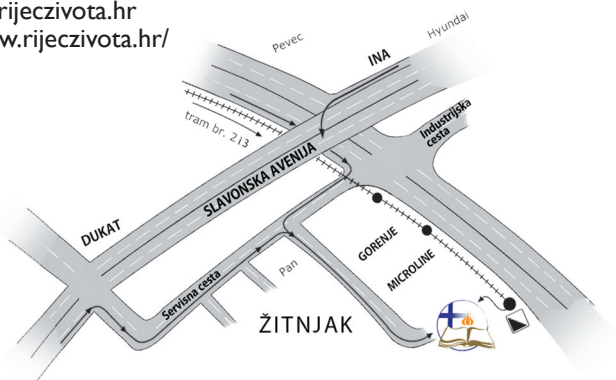 rijeczivota.hr
w.rijeczivota.hr/
Pevec
Hyundai
INA
tram br. 2i3
Industrijska
cesta
SLAVONSKA AVENIJA
DUKAT
GORENJE
MICROLINE
Servisna cesta
Pan
ŽITNJAK